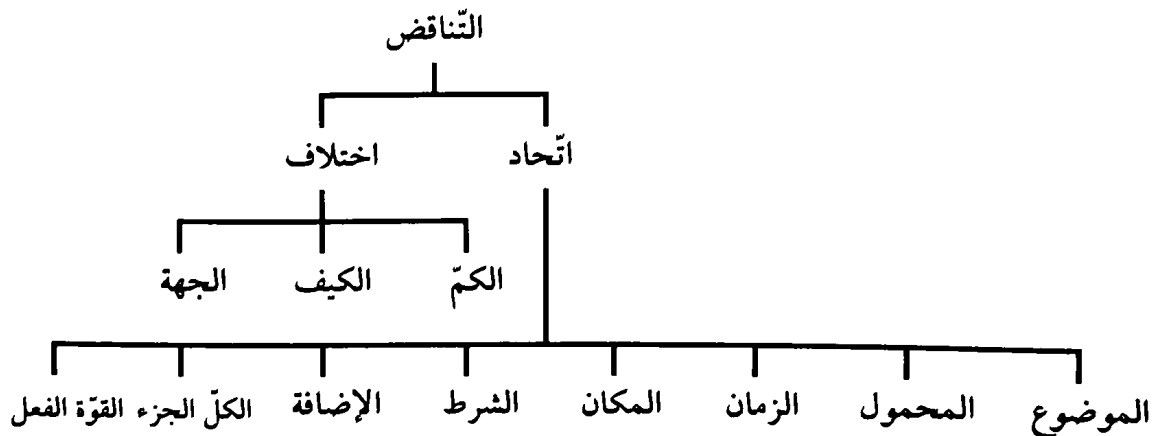 التّناقض
اتّحاد اختلاف
الكمّ الكيف الجهة
الموضوع المحمول الزمان المكان الشرط الإضافة الكلّ الجزء القوّة الفعل